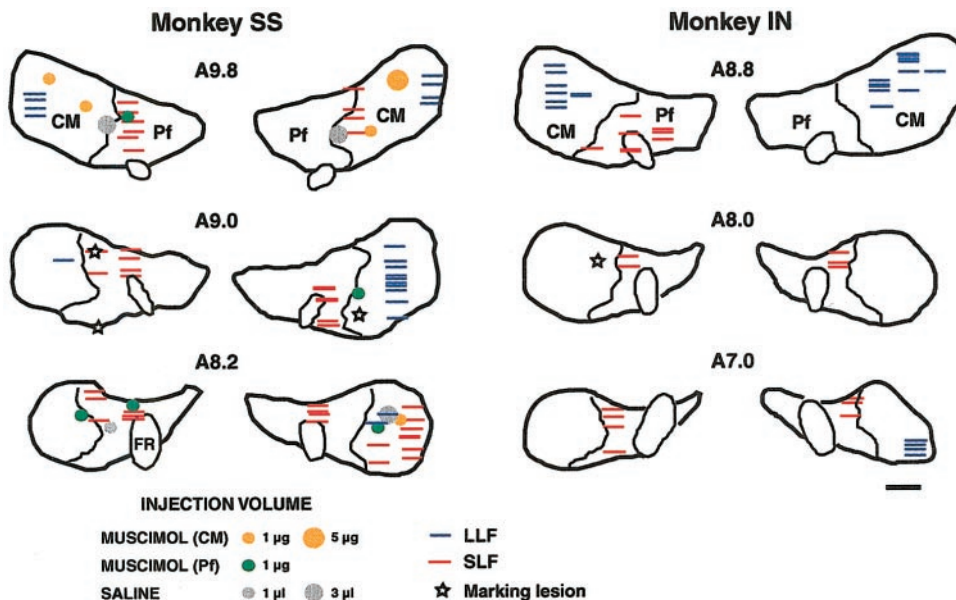 Monkey SS Monkey IN
A9.8 A8.8
CM Pf Pf CM CM Pf Pf CM
A9.0 A8.0
A8.2 A7.0
FR
INJECTION VOLUME
MUSCIMOL (CM) 1 µg 5 µg LLF
MUSCIMOL (Pf) 1 µg SLF
SALINE 1 µl 3 µl Marking lesion